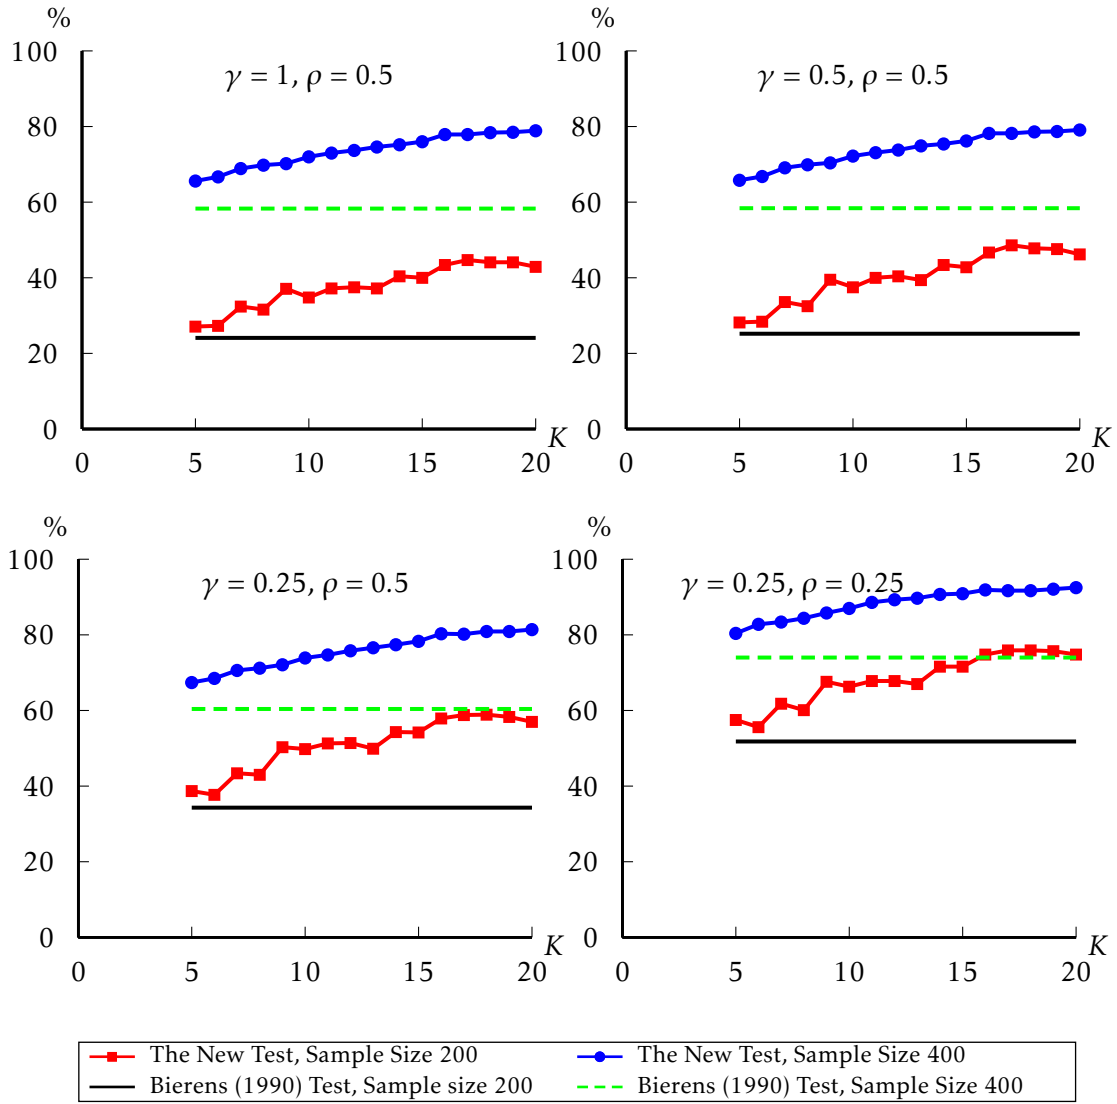 % %
100 100
γ = 1, ρ = 0.5 γ = 0.5, ρ = 0.5
80 80
60 60
40 40
20 20
0 K 0 K
0 5 10 15 20 0 5 10 15 20
% %
100 100
γ = 0.25, ρ = 0.5 γ = 0.25, ρ = 0.25
80 80
60 60
40 40
20 20
0 K 0 K
0 5 10 15 20 0 5 10 15 20
The New Test, Sample Size 200 The New Test, Sample Size 400
Bierens (1990) Test, Sample size 200 Bierens (1990) Test, Sample Size 400